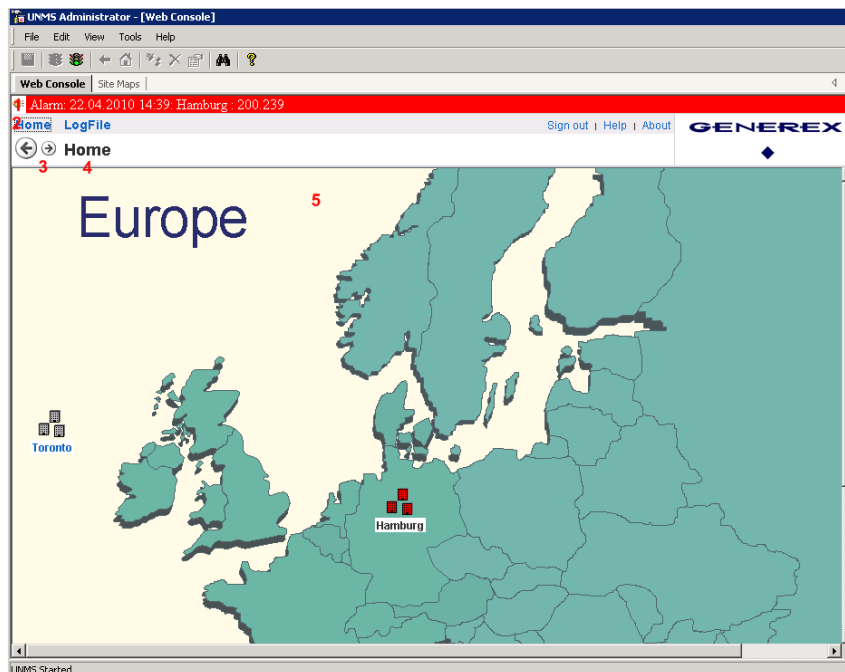 UNMS Administrator - [Web Console]
File Edit View Tools Help
Web Console Site Maps
Alarm: 22.04.2010 14:39: Hamburg : 200.239
2
Home LogFile Sign out | Help | About GENEREX
Home
3 4
5
Europe
Toronto
Hamburg
UNMS Started